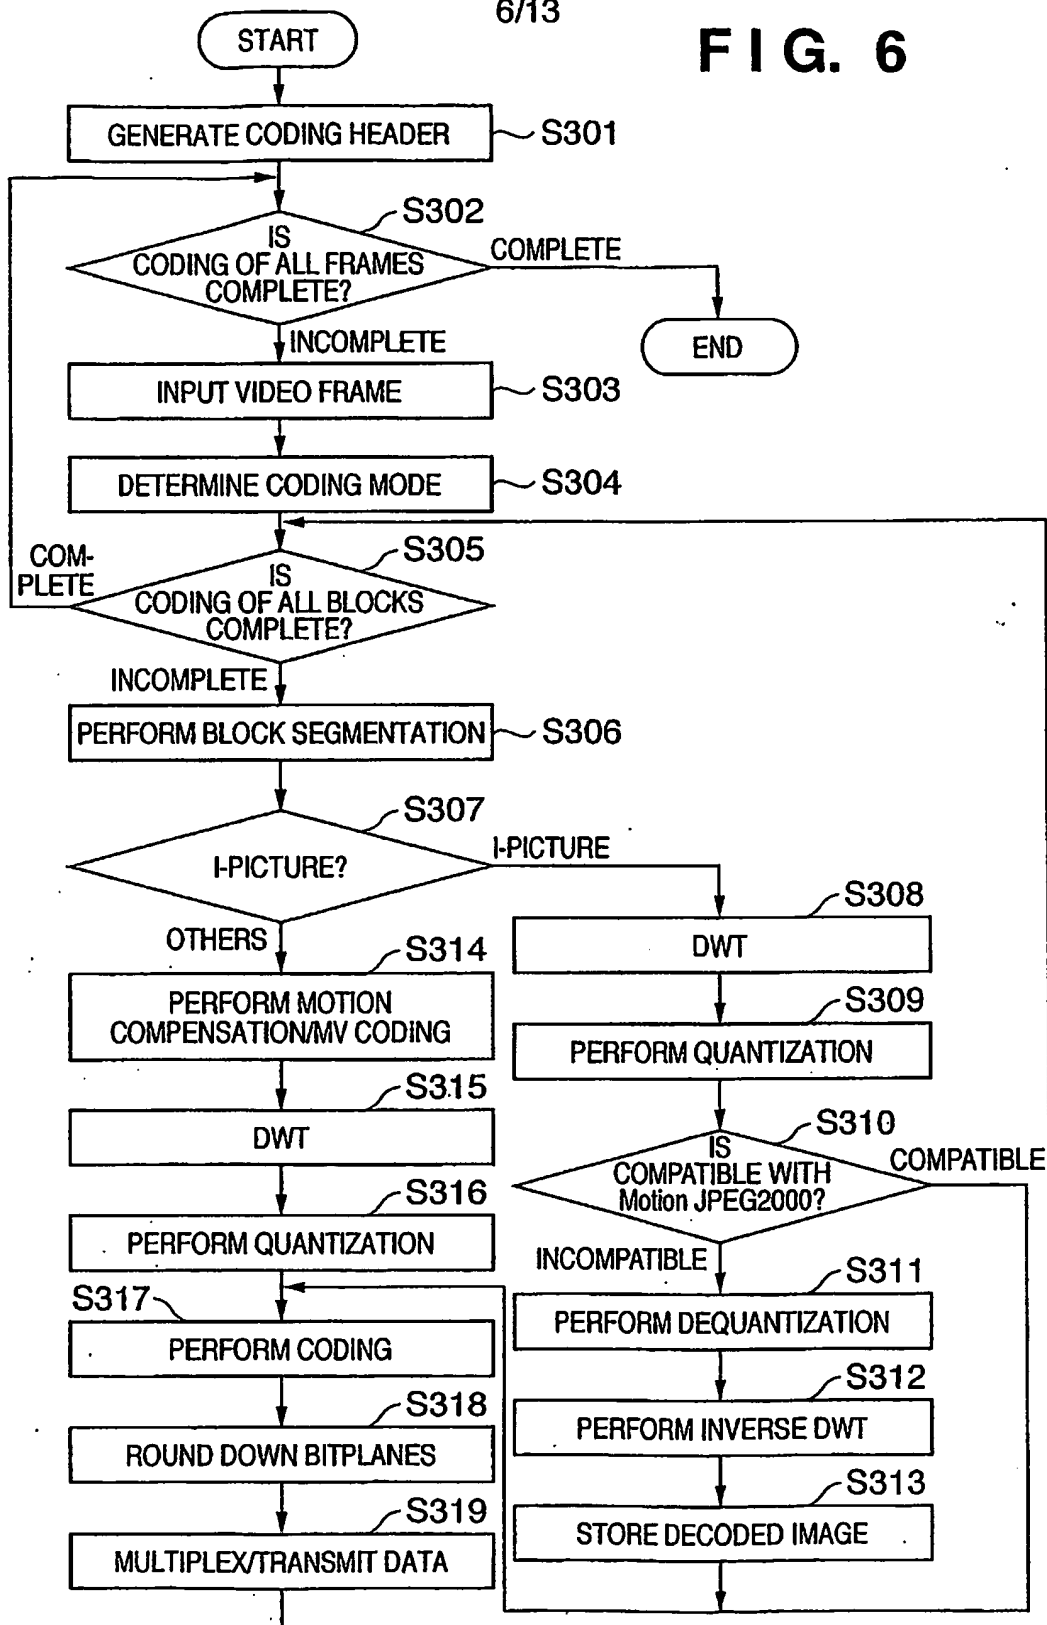 6/13
FIG. 6
START
GENERATE CODING HEADER
S301
S302
IS
CODING OF ALL FRAMES
COMPLETE?
COMPLETE
END
INCOMPLETE
INPUT VIDEO FRAME
S303
DETERMINE CODING MODE
S304
S305
COM-
PLETE
IS
CODING OF ALL BLOCKS
COMPLETE?
INCOMPLETE
PERFORM BLOCK SEGMENTATION
S306
S307
I-PICTURE?
I-PICTURE
OTHERS
S308
DWT
S309
PERFORM QUANTIZATION
S310
IS
COMPATIBLE WITH
Motion JPEG2000?
COMPATIBLE
INCOMPATIBLE
S311
PERFORM DEQUANTIZATION
S312
PERFORM INVERSE DWT
S313
STORE DECODED IMAGE
S314
PERFORM MOTION
COMPENSATION/MV CODING
S315
DWT
S316
PERFORM QUANTIZATION
S317
PERFORM CODING
S318
ROUND DOWN BITPLANES
S319
MULTIPLEX/TRANSMIT DATA